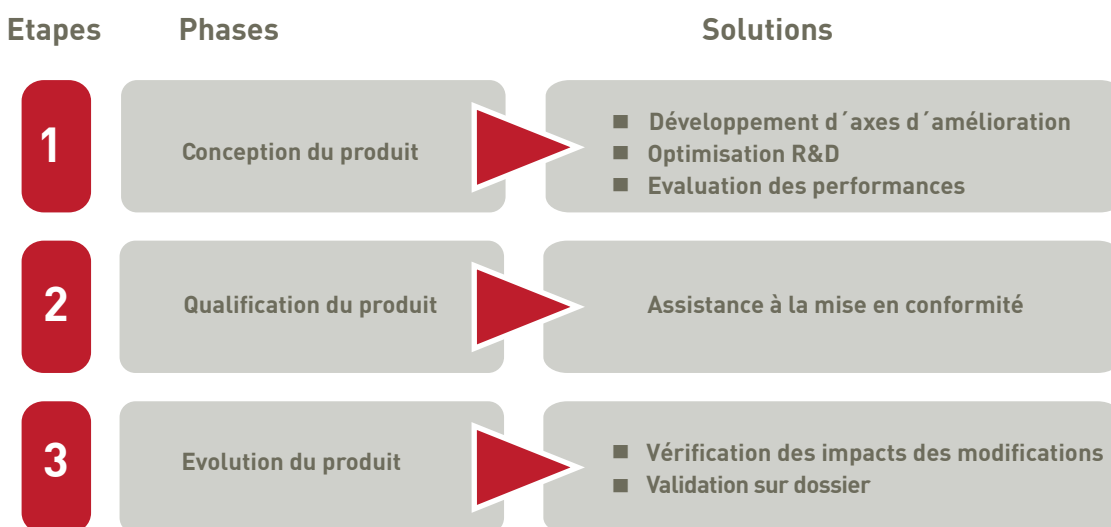 Etapes Phases Solutions
1
Conception du produit
Développement d´axes d´amélioration
Optimisation R&D
Evaluation des performances
2
Qualification du produit
Assistance à la mise en conformité
3
Evolution du produit
Vérification des impacts des modifications
Validation sur dossier